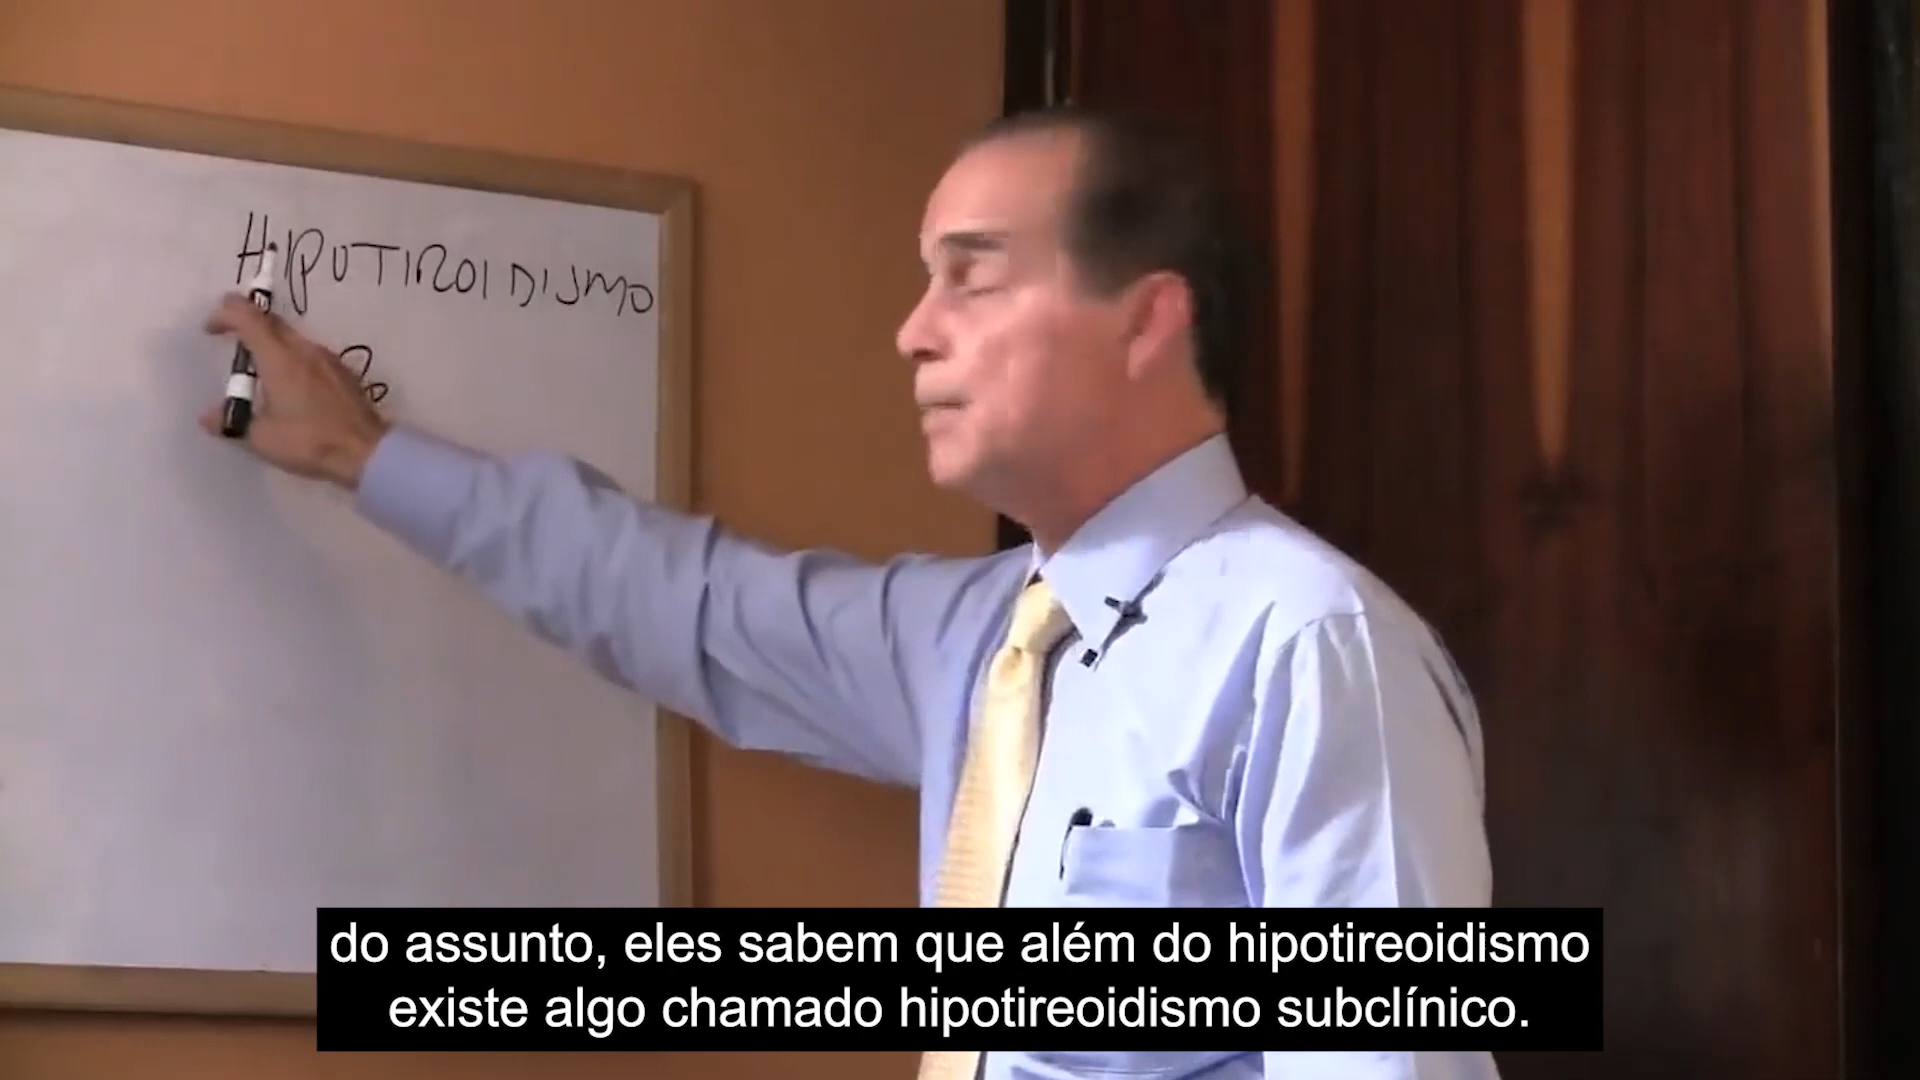 HIPOTIROIDISMO
do assunto, eles sabem que além do hipotireoidismo
existe algo chamado hipotireoidismo subclínico.